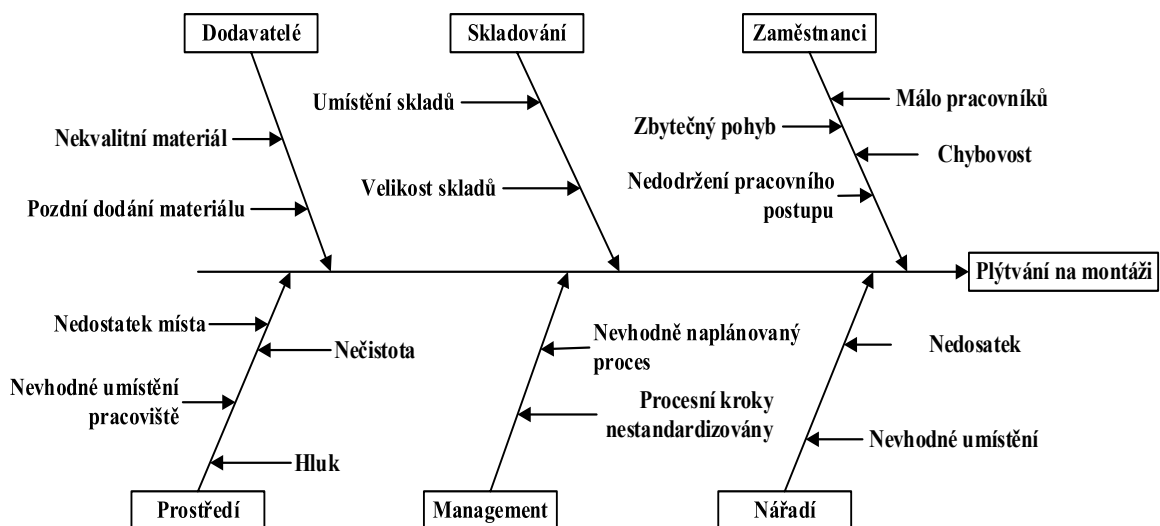 Dodavatelé
Skladování
Zaměstnanci
Umístění skladů
Málo pracovníků
Zbytečný pohyb
Nekvalitní materiál
Chybovost
Velikost skladů
Nedodržení pracovního
postupu
Pozdní dodání materiálu
Plýtvání na montáži
Nedostatek místa
Nečistota
Nevhodně naplánovaný
proces
Nedosatek
Nevhodné umístění
pracoviště
Procesní kroky
nestandardizovány
Nevhodné umístění
Hluk
Prostředí
Management
Nářadí